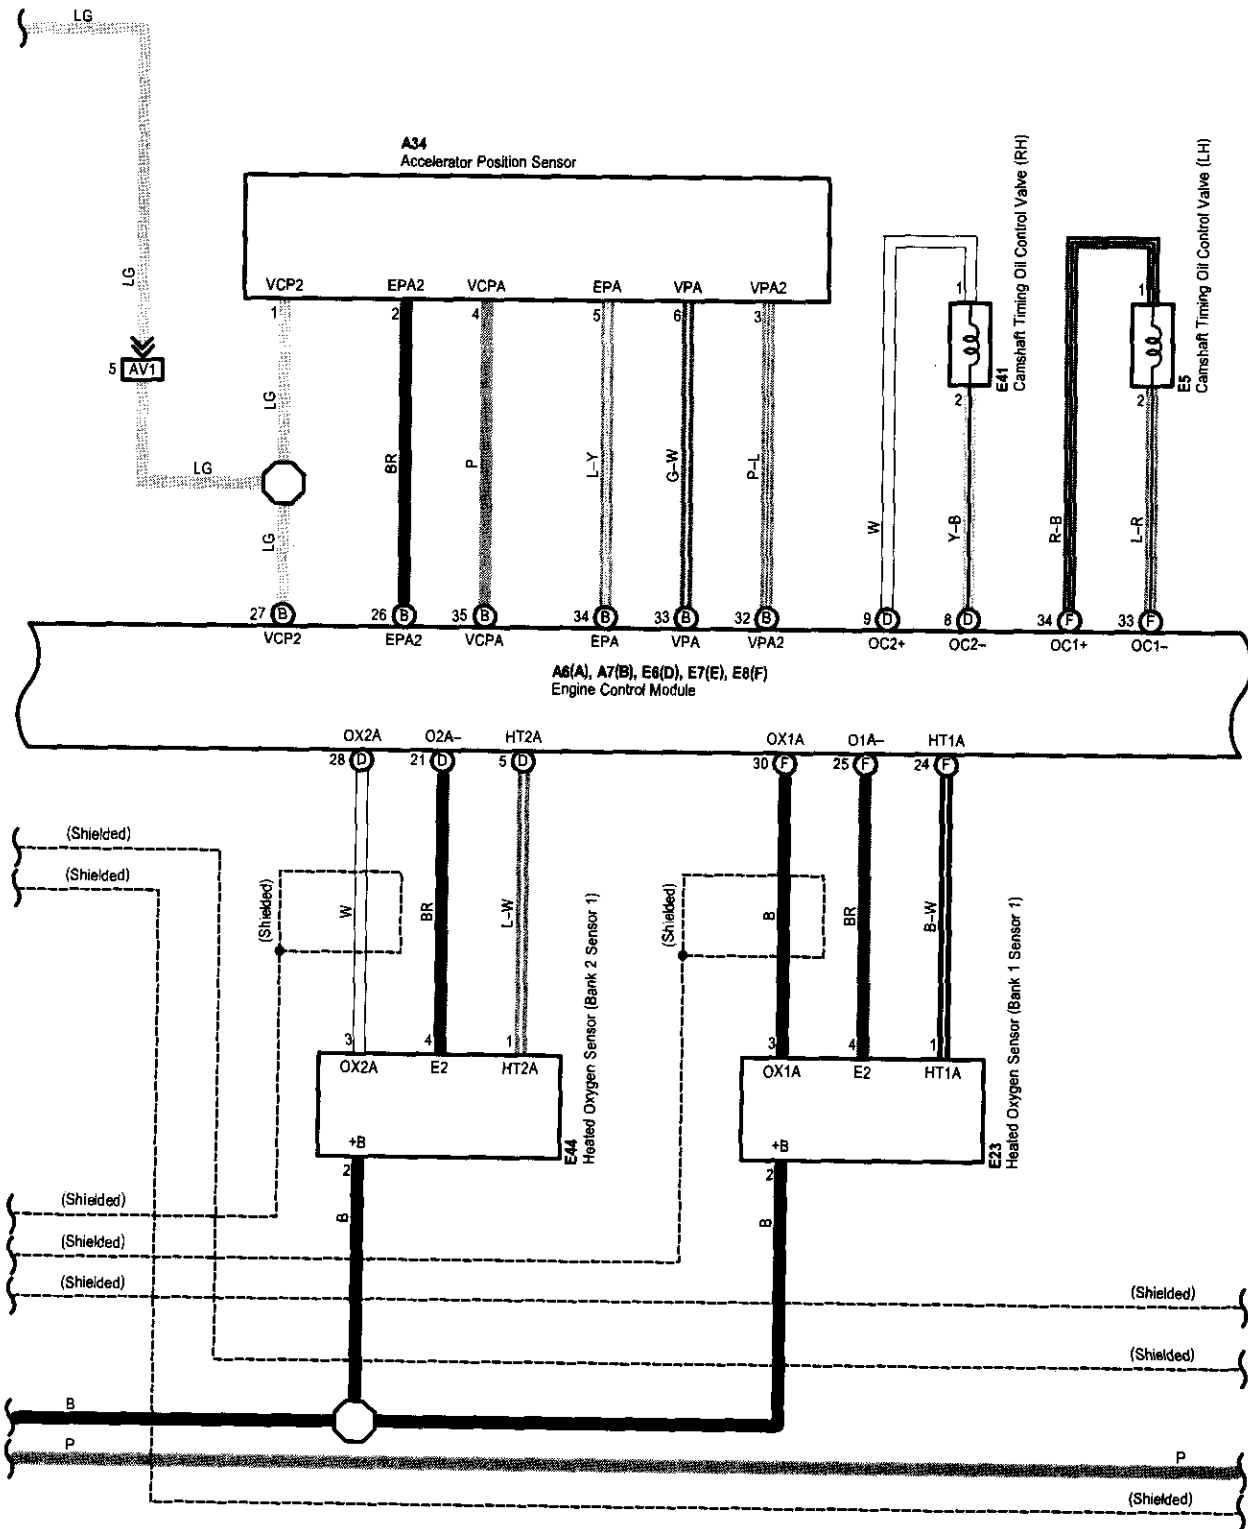 LG
A34
Accelerator Position Sensor
LG
VCP2 EPA2 VCPA EPA VPA VPA2
1 2 4 5 6 3
5 AV1
LG
LG
BR
P
L–Y
G–W
P–L
1
2
E41
Camshaft Timing Oil Control Valve (RH)
1
2
E5
Camshaft Timing Oil Control Valve (LH)
LG
W
Y–B
R–B
L–R
27 B 26 B 35 B 34 B 33 B 32 B 9 D 8 D 34 F 33 F
VCP2 EPA2 VCPA EPA VPA VPA2 OC2+ OC2– OC1+ OC1–
A6(A), A7(B), E6(D), E7(E), E8(F)
Engine Control Module
OX2A O2A– HT2A OX1A O1A– HT1A
28 D 21 D 5 D 30 F 25 F 24 F
(Shielded)
(Shielded)
(Shielded)
W
BR
L–W
(Shielded)
B
BR
B–W
3 4 1 3 4 1
OX2A E2 HT2A OX1A E2 HT1A
+B +B
E44
Heated Oxygen Sensor (Bank 2 Sensor 1)
E23
Heated Oxygen Sensor (Bank 1 Sensor 1)
2 2
B B
(Shielded)
(Shielded)
(Shielded) (Shielded)
(Shielded)
B
P P
(Shielded)